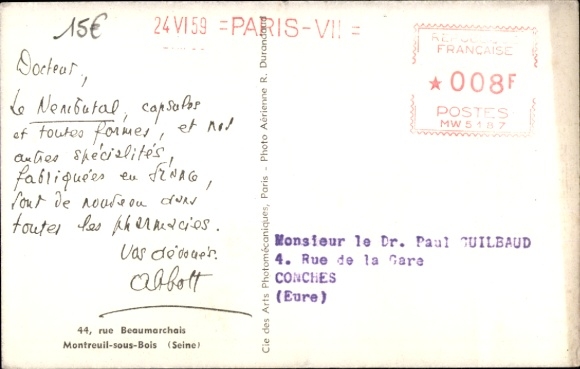 15€
24 VI 59 = PARIS-VII =
REPUBLIQUE
FRANÇAISE
★ 008F
POSTES
MW 5187
Docteur,
Le Nembutal, capsules
et toutes formes, et nos
autres spécialités,
fabriquées en FRANCE,
sont de nouveau dans
toutes les pharmacies.
Vos dévoués.
Abbott
44, rue Beaumarchais
Montreuil-sous-Bois (Seine)
Cie des Arts Photomécaniques, Paris - Photo Aérienne R. Durandaud
Monsieur le Dr. Paul GUILBAUD
4. Rue de la Gare
CONCHES
(Eure)